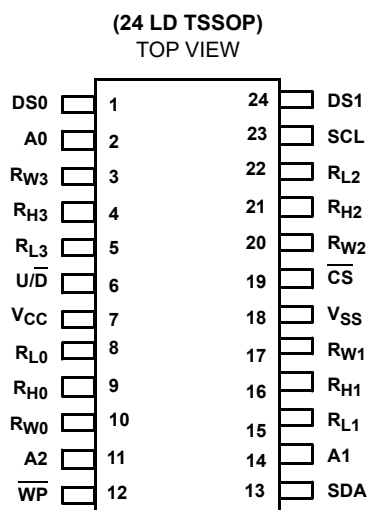 (24 LD TSSOP)
TOP VIEW
DS0 1 24 DS1
A0 2 23 SCL
RW3 3 22 RL2
RH3 4 21 RH2
RL3 5 20 RW2
U/D̅ 6 19 C̅S̅
VCC 7 18 VSS
RL0 8 17 RW1
RH0 9 16 RH1
RW0 10 15 RL1
A2 11 14 A1
W̅P̅ 12 13 SDA